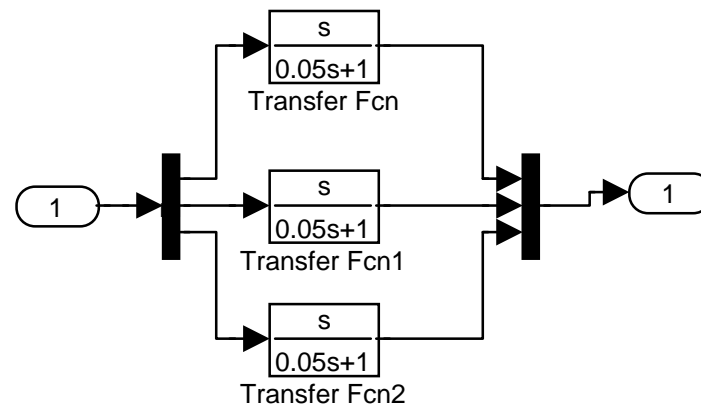 s
0.05s+1
Transfer Fcn
1
s
0.05s+1
Transfer Fcn1
1
s
0.05s+1
Transfer Fcn2